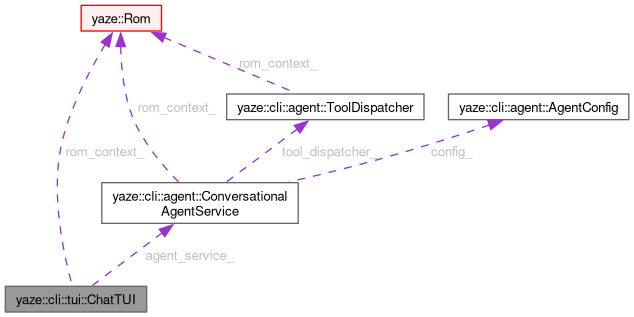 yaze::Rom
rom_context_
yaze::cli::agent::ToolDispatcher
yaze::cli::agent::AgentConfig
rom_context_
rom_context_
tool_dispatcher_
config_
yaze::cli::agent::Conversational
AgentService
agent_service_
yaze::cli::tui::ChatTUI